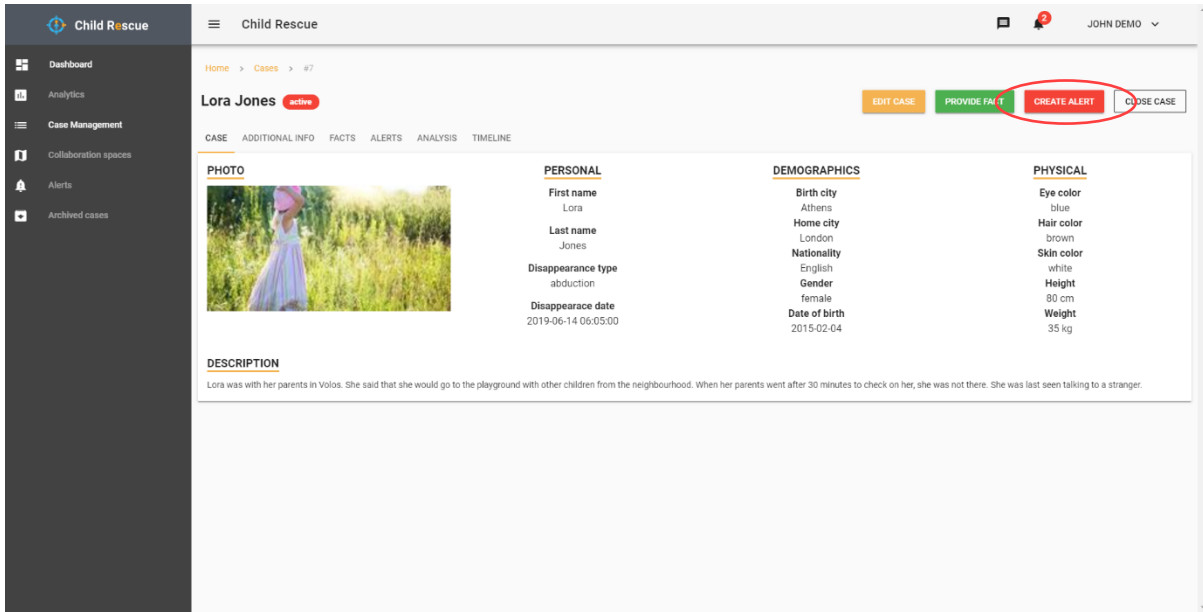 Child Rescue
Child Rescue
2
JOHN DEMO
Dashboard
Analytics
Case Management
Collaboration spaces
Alerts
Archived cases
Home > Cases > #7
Lora Jones active
EDIT CASE PROVIDE FACT CREATE ALERT CLOSE CASE
CASE ADDITIONAL INFO FACTS ALERTS ANALYSIS TIMELINE
PHOTO
PERSONAL
First name
Lora
Last name
Jones
Disappearance type
abduction
Disappearace date
2019-06-14 06:05:00
DEMOGRAPHICS
Birth city
Athens
Home city
London
Nationality
English
Gender
female
Date of birth
2015-02-04
PHYSICAL
Eye color
blue
Hair color
brown
Skin color
white
Height
80 cm
Weight
35 kg
DESCRIPTION
Lora was with her parents in Volos. She said that she would go to the playground with other children from the neighbourhood. When her parents went after 30 minutes to check on her, she was not there. She was last seen talking to a stranger.